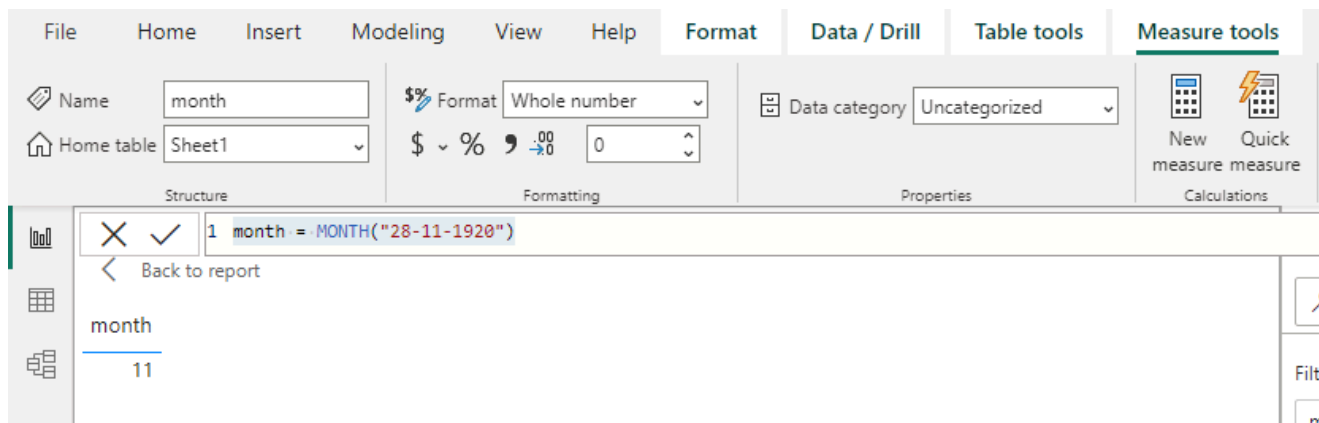 File Home Insert Modeling View Help Format Data / Drill Table tools Measure tools
Name month
Home table Sheet1
Structure
$% Format Whole number
$ % 9 .00 →.0 0
Formatting
Data category Uncategorized
Properties
New measure
Quick measure
Calculations
1 month = MONTH("28-11-1920")
Back to report
month
11